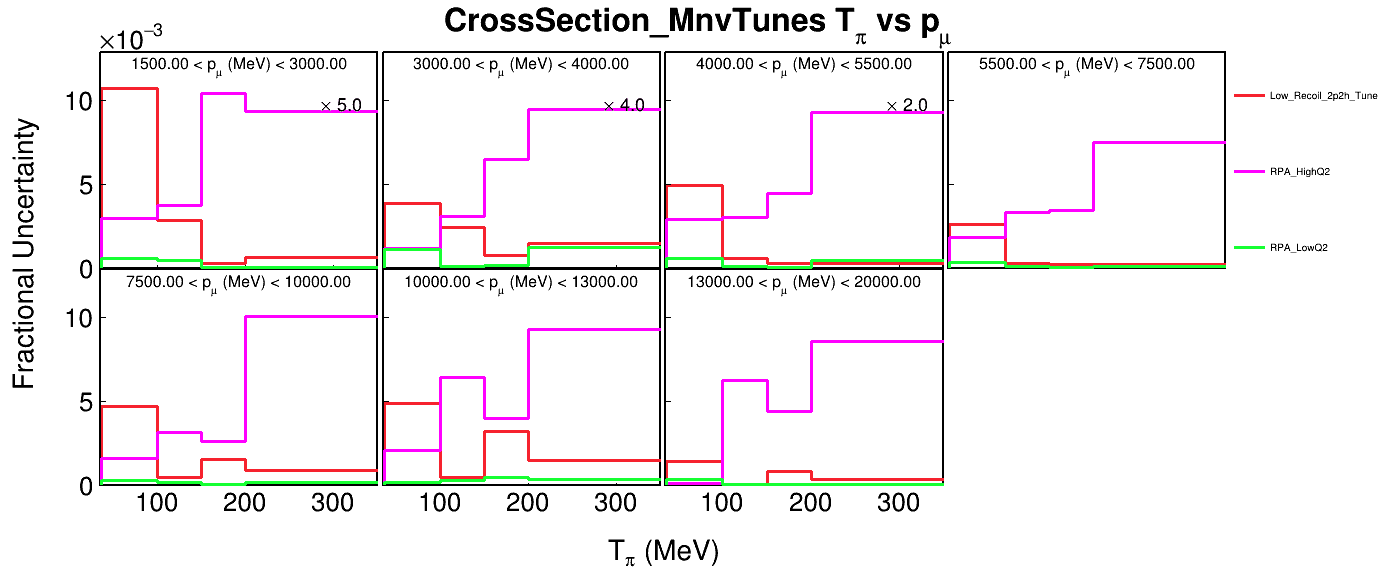 CrossSection_MnvTunes T_π vs p_μ
×10⁻³
1500.00 < p_μ (MeV) < 3000.00
3000.00 < p_μ (MeV) < 4000.00
4000.00 < p_μ (MeV) < 5500.00
5500.00 < p_μ (MeV) < 7500.00
× 5.0
× 4.0
× 2.0
Low_Recoil_2p2h_Tune
RPA_HighQ2
RPA_LowQ2
10
5
0
Fractional Uncertainty
7500.00 < p_μ (MeV) < 10000.00
10000.00 < p_μ (MeV) < 13000.00
13000.00 < p_μ (MeV) < 20000.00
10
5
0
100 200 300
100 200 300
100 200 300
T_π (MeV)